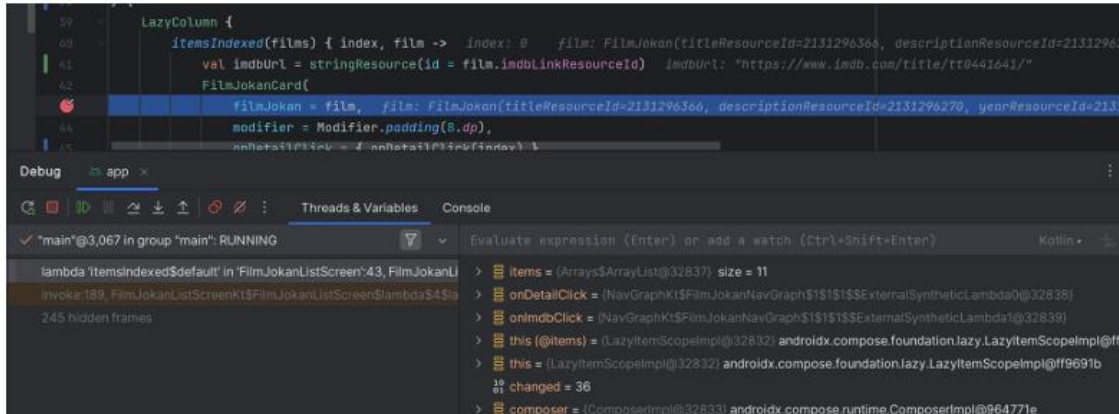 39
LazyColumn {
40 itemsIndexed(films) { index, film -> index: 0 film: FilmJokan(titleResourceId=2131296366, descriptionResourceId=2131296
41 val imdbUrl = stringResource(id = film.imdbLinkResourceId) imdbUrl: "https://www.imdb.com/title/tt0441641/"
42 FilmJokanCard(
filmJokan = film, film: FilmJokan(titleResourceId=2131296366, descriptionResourceId=2131296270, yearResourceId=213
44 modifier = Modifier.padding(8.dp),
45 onDetailClick = { onDetailClick(index) }
Debug app
Threads & Variables Console
"main"@3,067 in group "main": RUNNING
Evaluate expression (Enter) or add a watch (Ctrl+Shift+Enter) Kotlin
lambda 'itemsIndexed$default' in 'FilmJokanListScreen':43, FilmJokanLi
invoke:189, FilmJokanListScreenKt$FilmJokanListScreen$lambda$4$la
245 hidden frames
items = {Arrays$ArrayList@32837} size = 11
onDetailClick = {NavGraphKt$FilmJokanNavGraph$1$1$1$$ExternalSyntheticLambda0@32838}
onImdbClick = {NavGraphKt$FilmJokanNavGraph$1$1$1$$ExternalSyntheticLambda1@32839}
this (@items) = {LazyItemScopeImpl@32832} androidx.compose.foundation.lazy.LazyItemScopeImpl@ff
this = {LazyItemScopeImpl@32832} androidx.compose.foundation.lazy.LazyItemScopeImpl@ff9691b
10 01 changed = 36
composer = {ComposerImpl@32833} androidx.compose.runtime.ComposerImpl@964771e